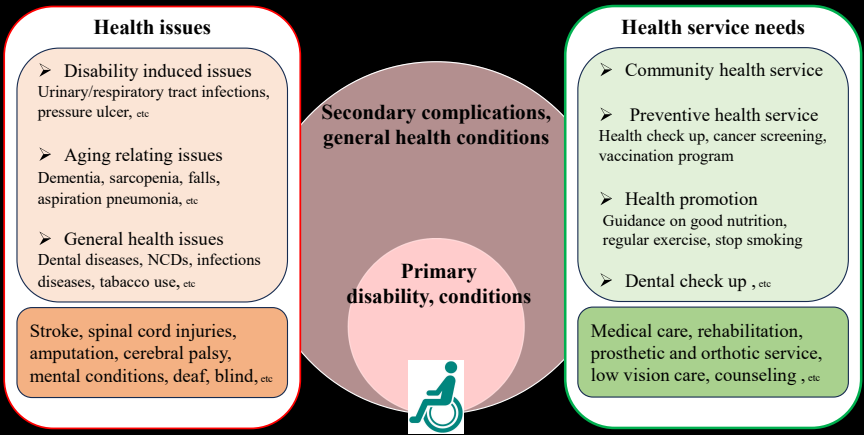 Health issues
➢ Disability induced issues
Urinary/respiratory tract infections,
pressure ulcer, etc
➢ Aging relating issues
Dementia, sarcopenia, falls,
aspiration pneumonia, etc
➢ General health issues
Dental diseases, NCDs, infections
diseases, tabacco use, etc
Stroke, spinal cord injuries,
amputation, cerebral palsy,
mental conditions, deaf, blind, etc
Secondary complications,
general health conditions
Primary
disability, conditions
Health service needs
➢ Community health service
➢ Preventive health service
Health check up, cancer screening,
vaccination program
➢ Health promotion
Guidance on good nutrition,
regular exercise, stop smoking
➢ Dental check up , etc
Medical care, rehabilitation,
prosthetic and orthotic service,
low vision care, counseling , etc